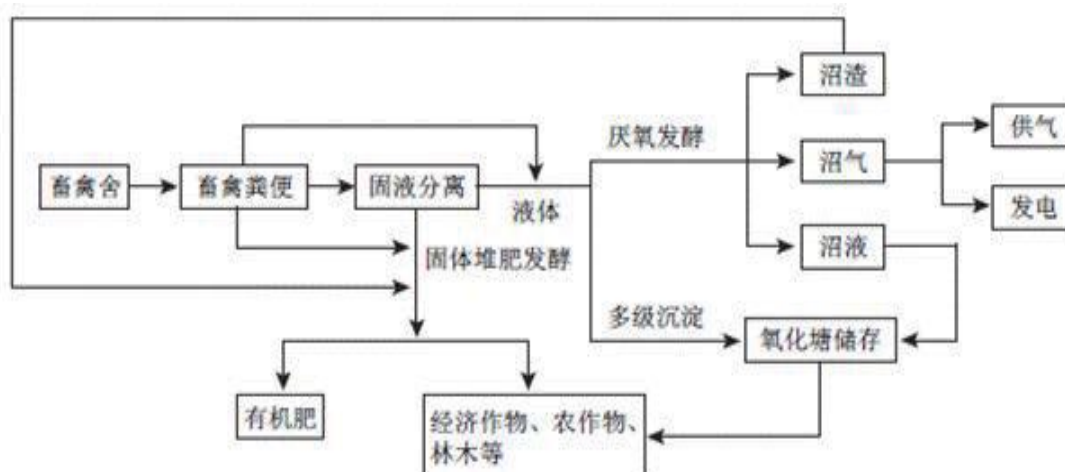 沼渣
厌氧发酵
供气
畜禽舍
畜禽粪便
固液分离
沼气
液体
发电
固体堆肥发酵
沼液
多级沉淀
氧化塘储存
有机肥
经济作物、农作物、
林木等